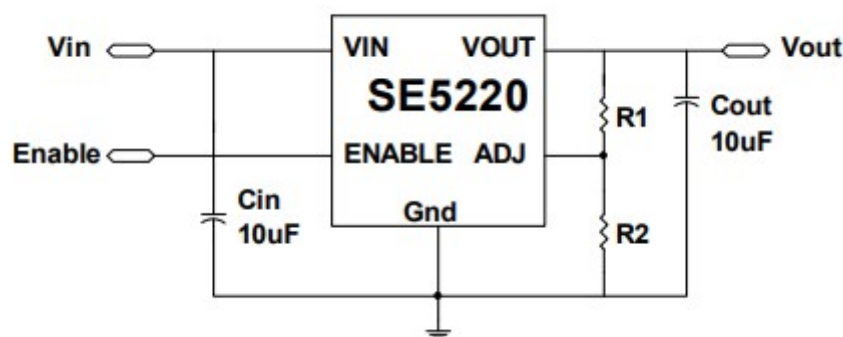 Vin
VIN
VOUT
Vout
SE5220
R1
Cout
10uF
Enable
ENABLE
ADJ
Gnd
Cin
10uF
R2